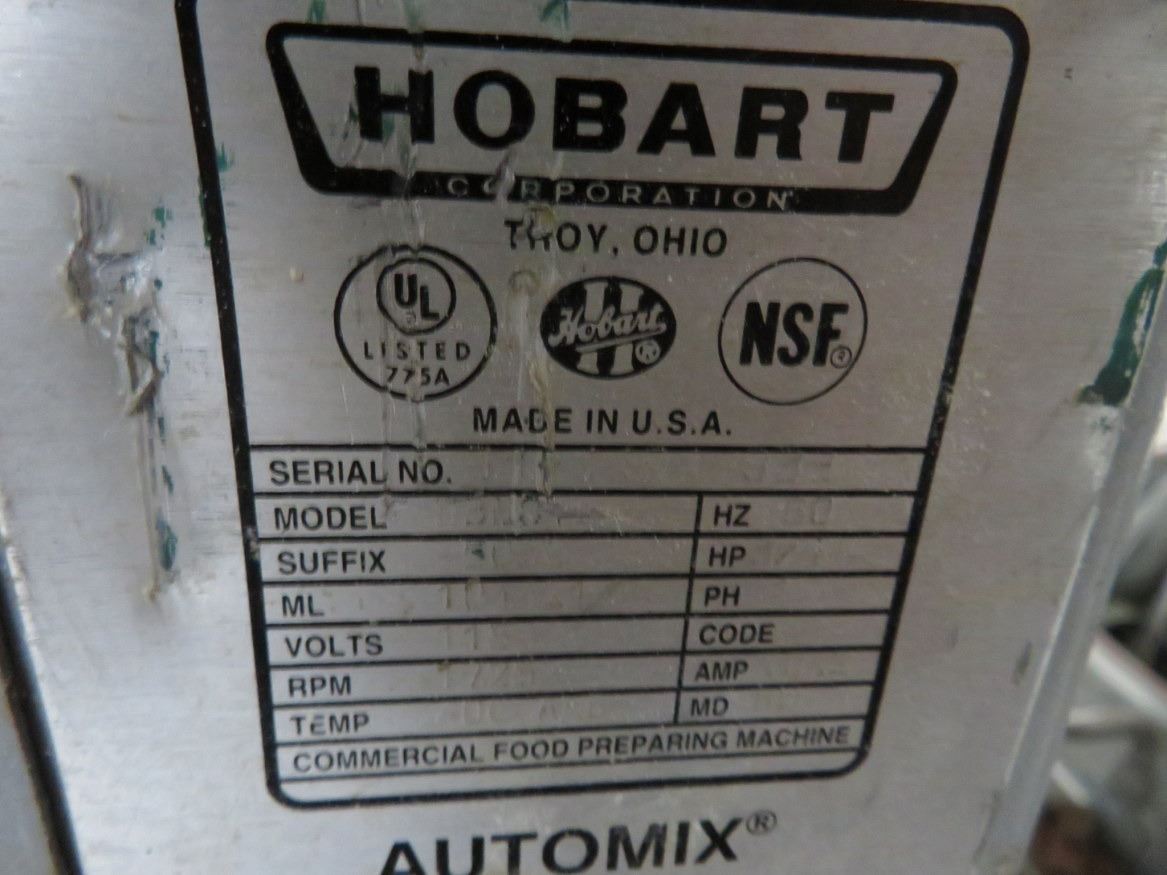 HOBART
CORPORATION
TROY, OHIO
UL
LISTED
775A
Hobart®
NSF®
MADE IN U.S.A.
SERIAL NO.
MODEL HZ
SUFFIX HP
ML PH
VOLTS CODE
RPM AMP
TEMP MD
COMMERCIAL FOOD PREPARING MACHINE
AUTOMIX®